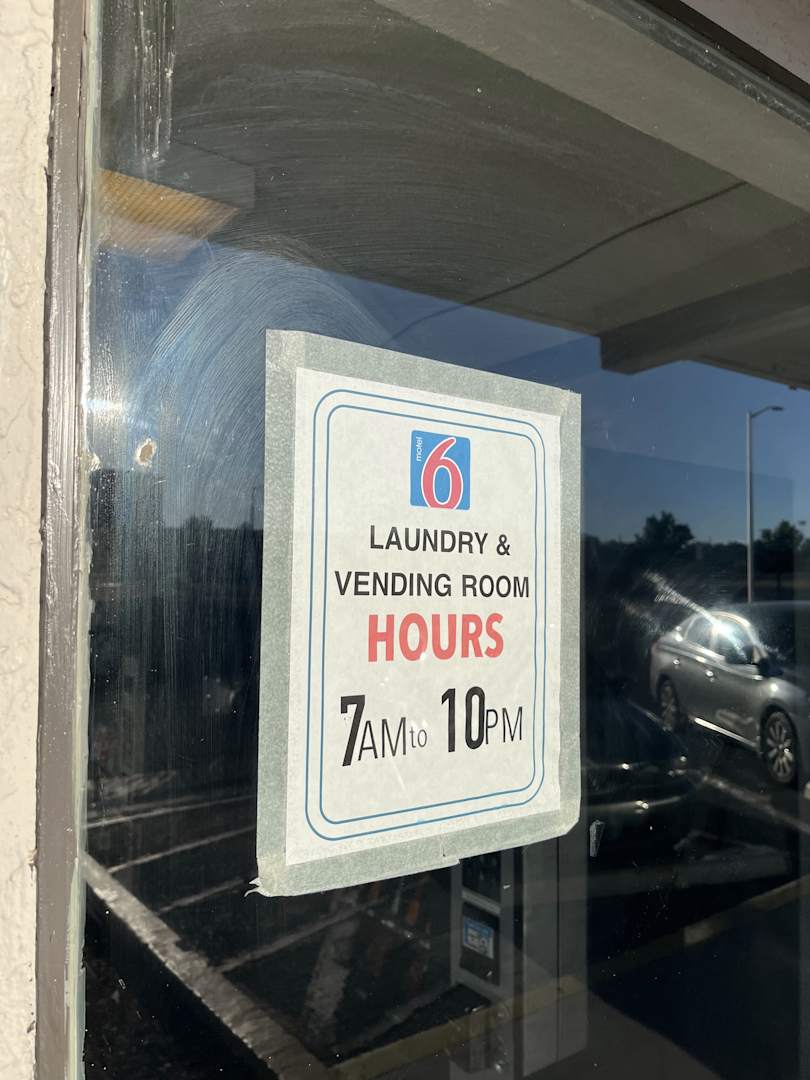 motel
6
LAUNDRY &
VENDING ROOM
HOURS
7AM to 10PM